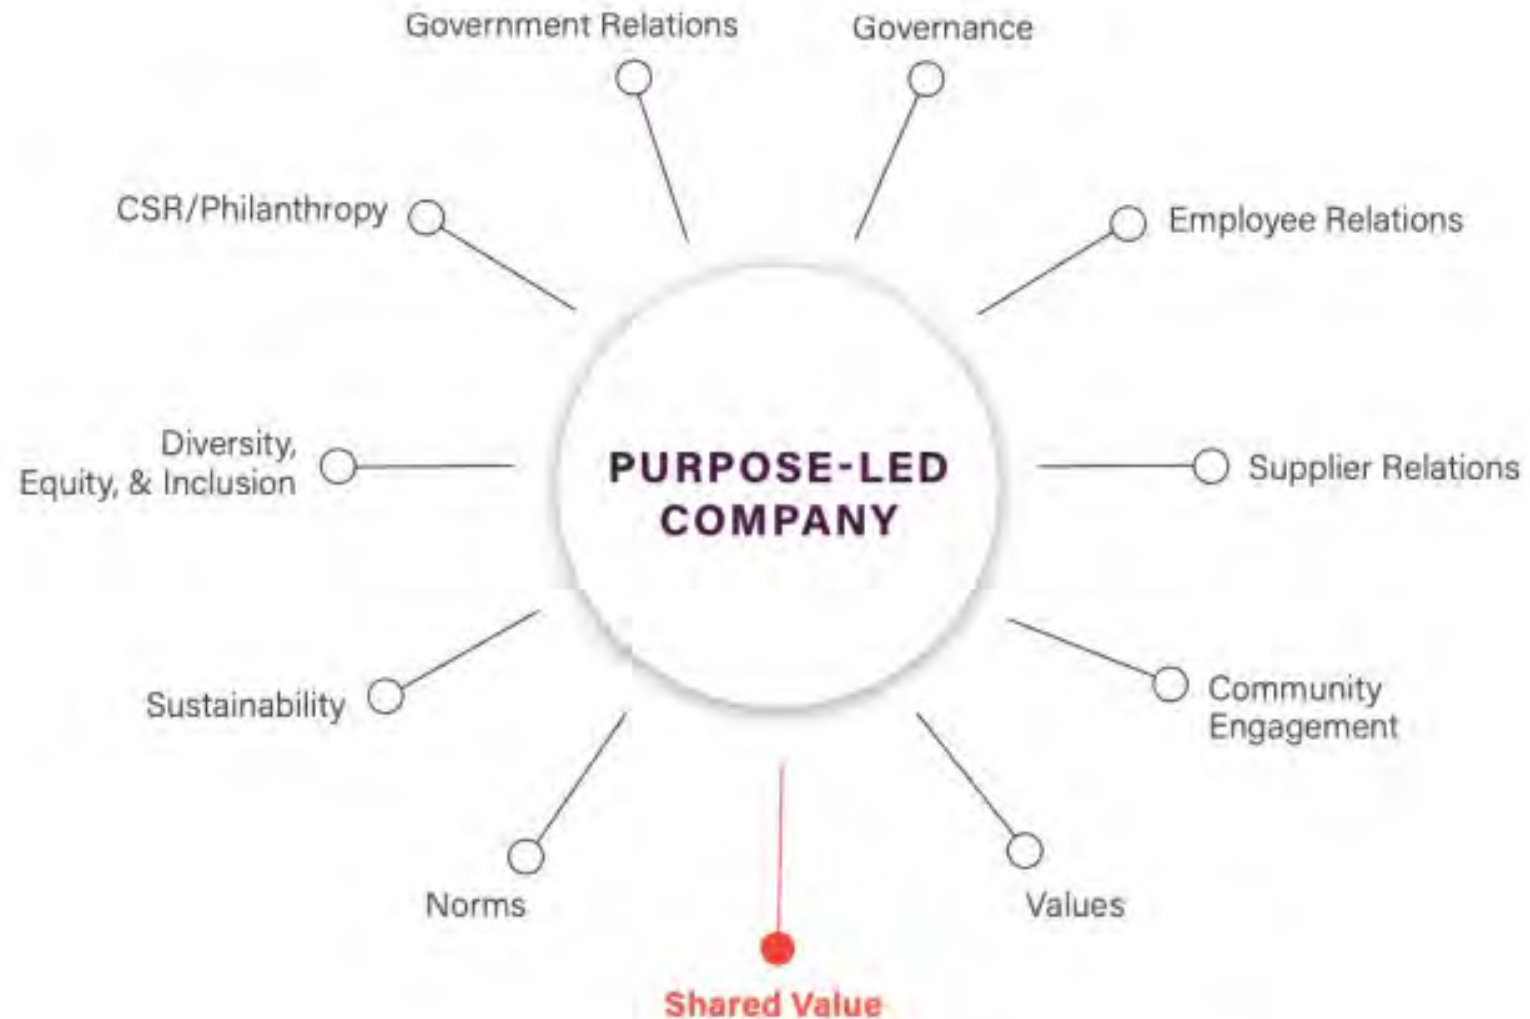 Government Relations
Governance
CSR/Philanthropy
Employee Relations
Diversity,
Equity, & Inclusion
PURPOSE-LED
COMPANY
Supplier Relations
Sustainability
Community
Engagement
Norms
Values
Shared Value